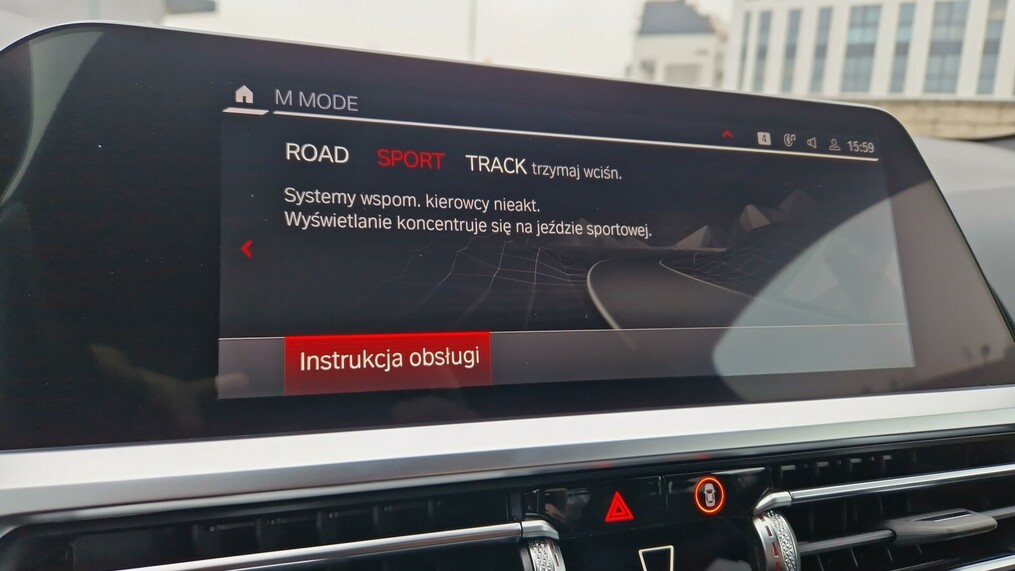 M MODE
4 15:59
ROAD SPORT TRACK trzymaj wciśn.
Systemy wspom. kierowcy nieakt.
Wyświetlanie koncentruje się na jeździe sportowej.
Instrukcja obsługi